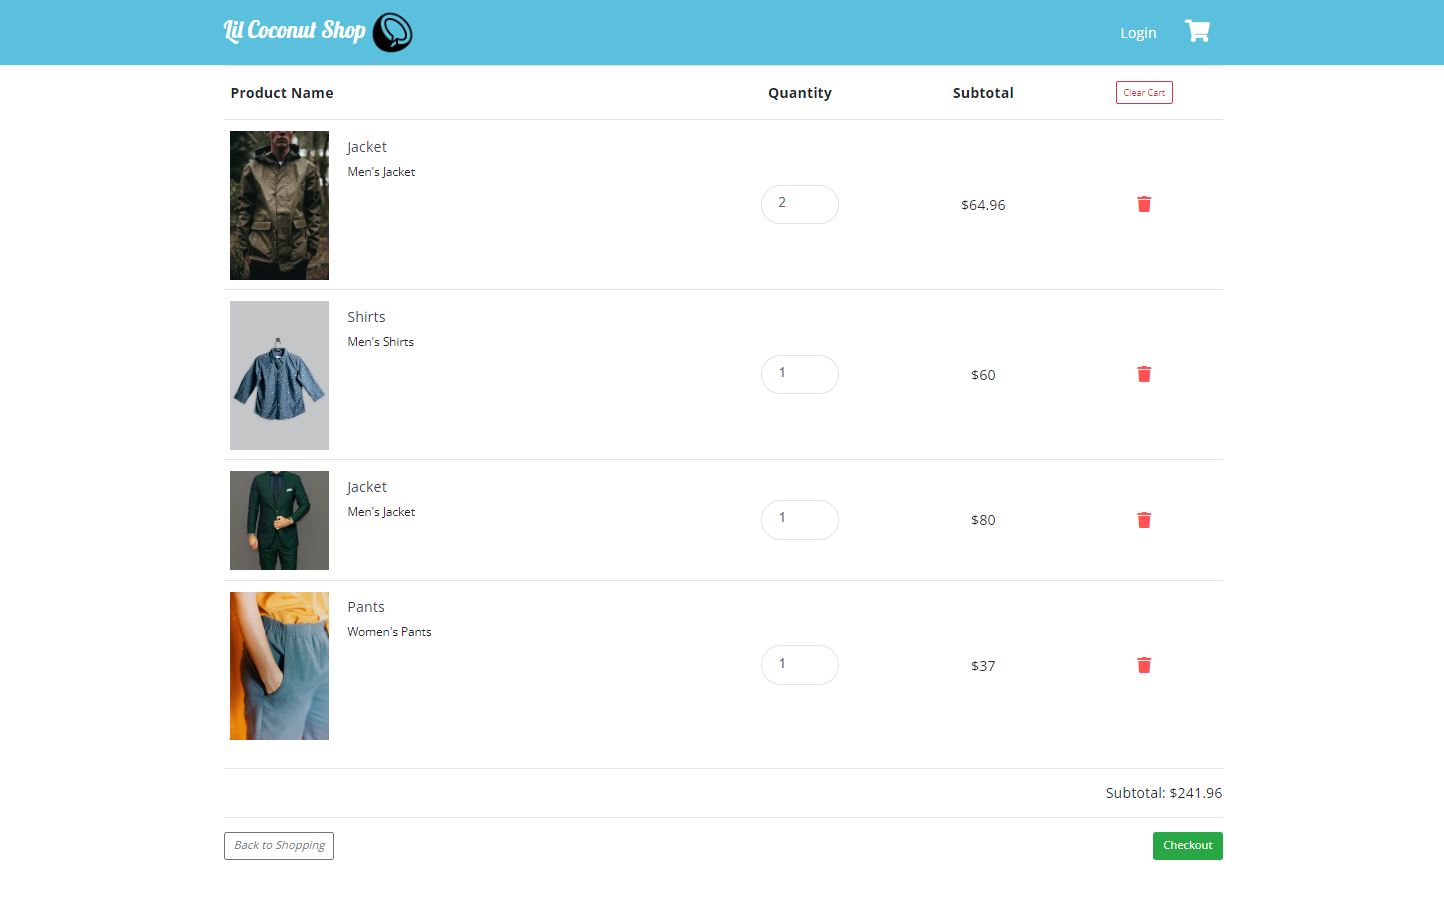 Lil Coconut Shop
Login
Product Name Quantity Subtotal Clear Cart
Jacket
Men's Jacket
2 $64.96
Shirts
Men's Shirts
1 $60
Jacket
Men's Jacket
1 $80
Pants
Women's Pants
1 $37
Subtotal: $241.96
Back to Shopping Checkout